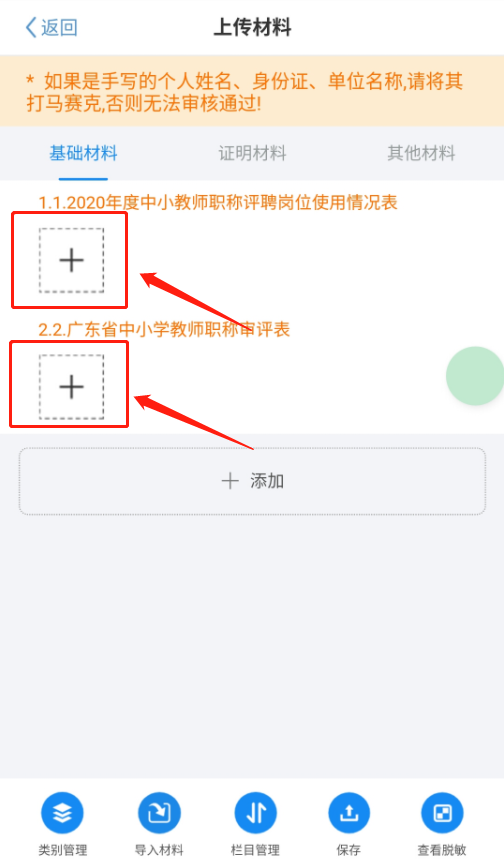 返回
上传材料
* 如果是手写的个人姓名、身份证、单位名称,请将其
打马赛克,否则无法审核通过!
基础材料 证明材料 其他材料
1.1.2020年度中小教师职称评聘岗位使用情况表
2.2.广东省中小学教师职称审评表
添加
类别管理 导入材料 栏目管理 保存 查看脱敏